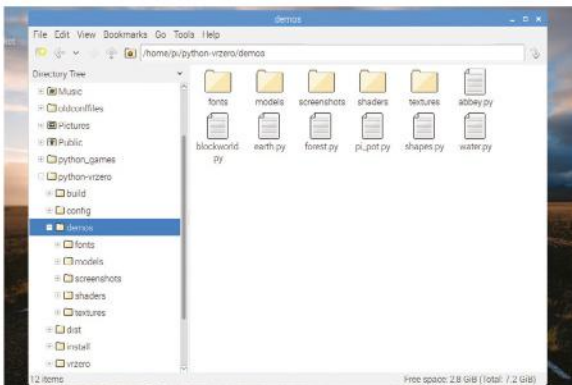 demos
File Edit View Bookmarks Go Tools Help
/home/pi/python-vrzero/demos
Directory Tree
Music
oldconffiles
Pictures
Public
python_games
python-vrzero
build
config
demos
fonts
models
screenshots
shaders
textures
dist
install
vrzero
fonts models screenshots shaders textures abbey.py
blockworld.py earth.py forest.py pi_pot.py shapes.py water.py
12 items
Free space: 2.8 GiB (Total: 7.2 GiB)